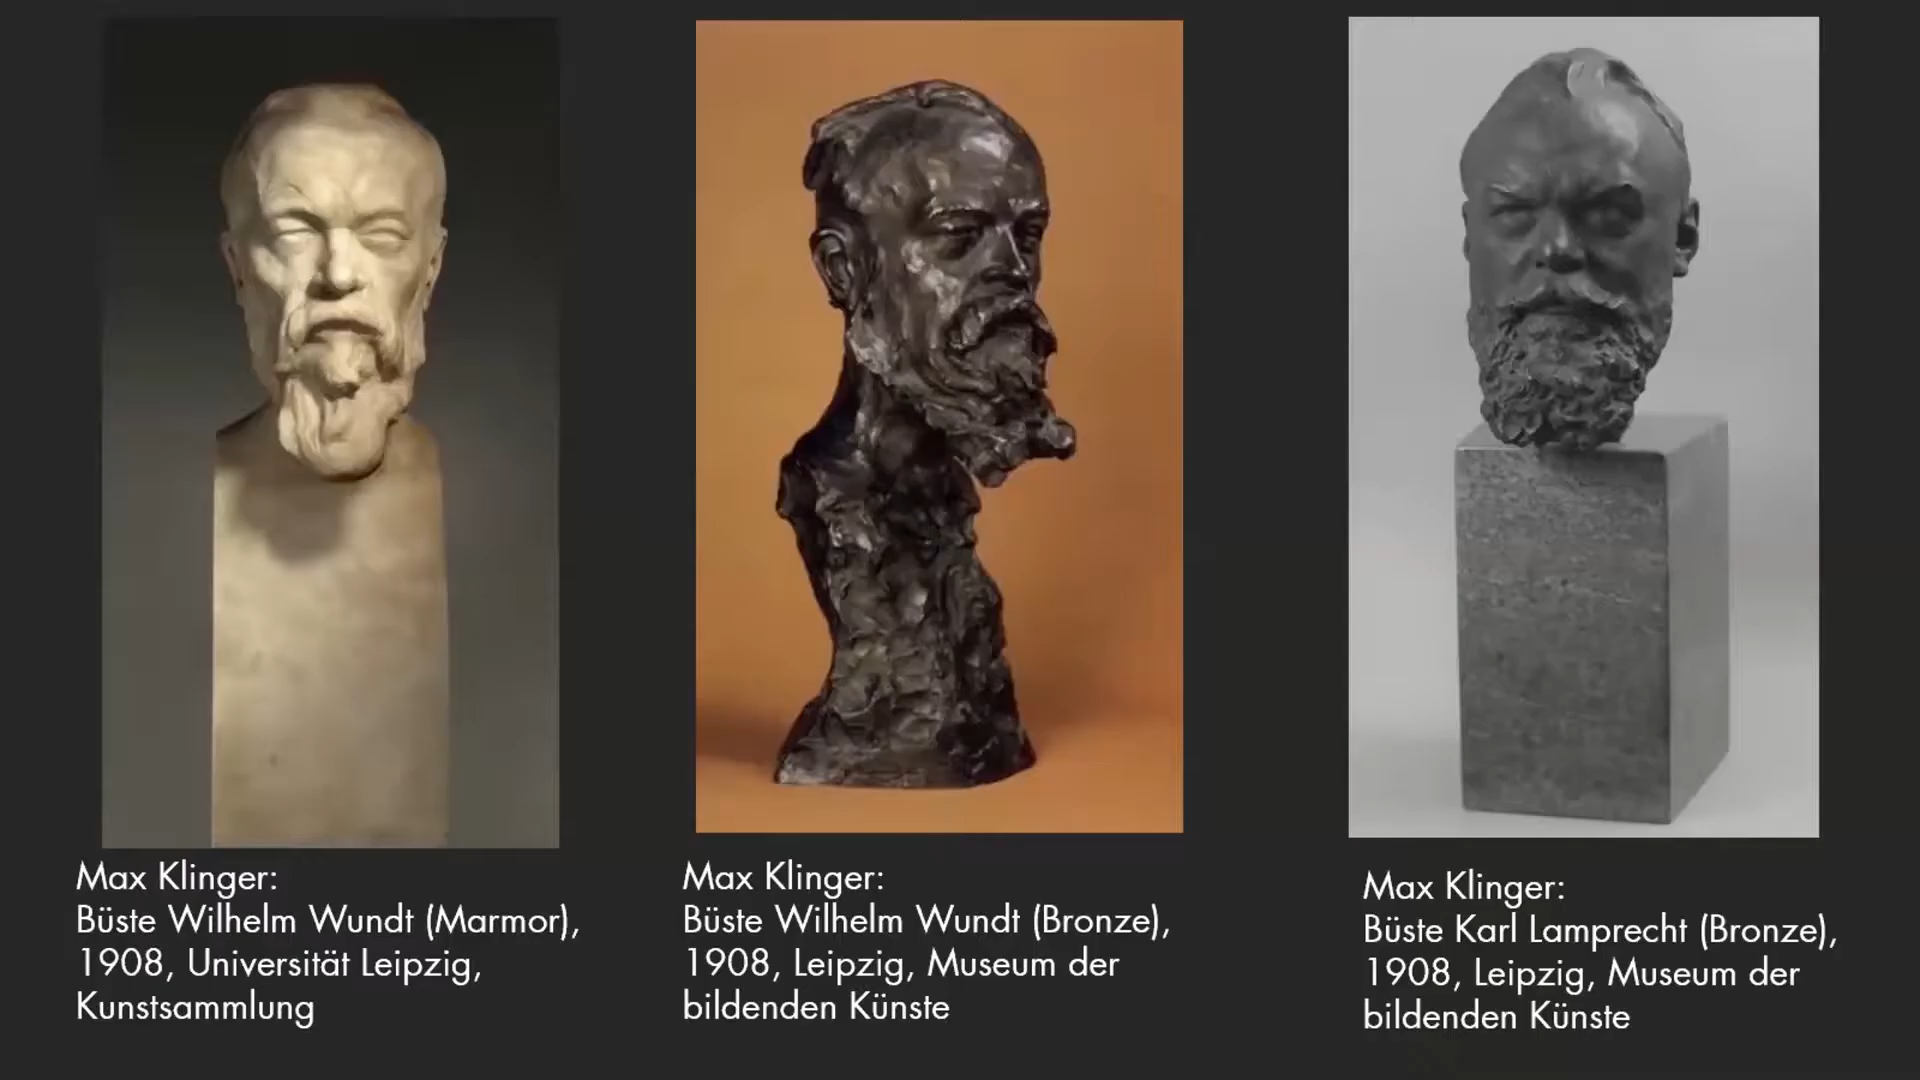 Max Klinger:
Büste Wilhelm Wundt (Marmor),
1908, Universität Leipzig,
Kunstsammlung
Max Klinger:
Büste Wilhelm Wundt (Bronze),
1908, Leipzig, Museum der
bildenden Künste
Max Klinger:
Büste Karl Lamprecht (Bronze),
1908, Leipzig, Museum der
bildenden Künste